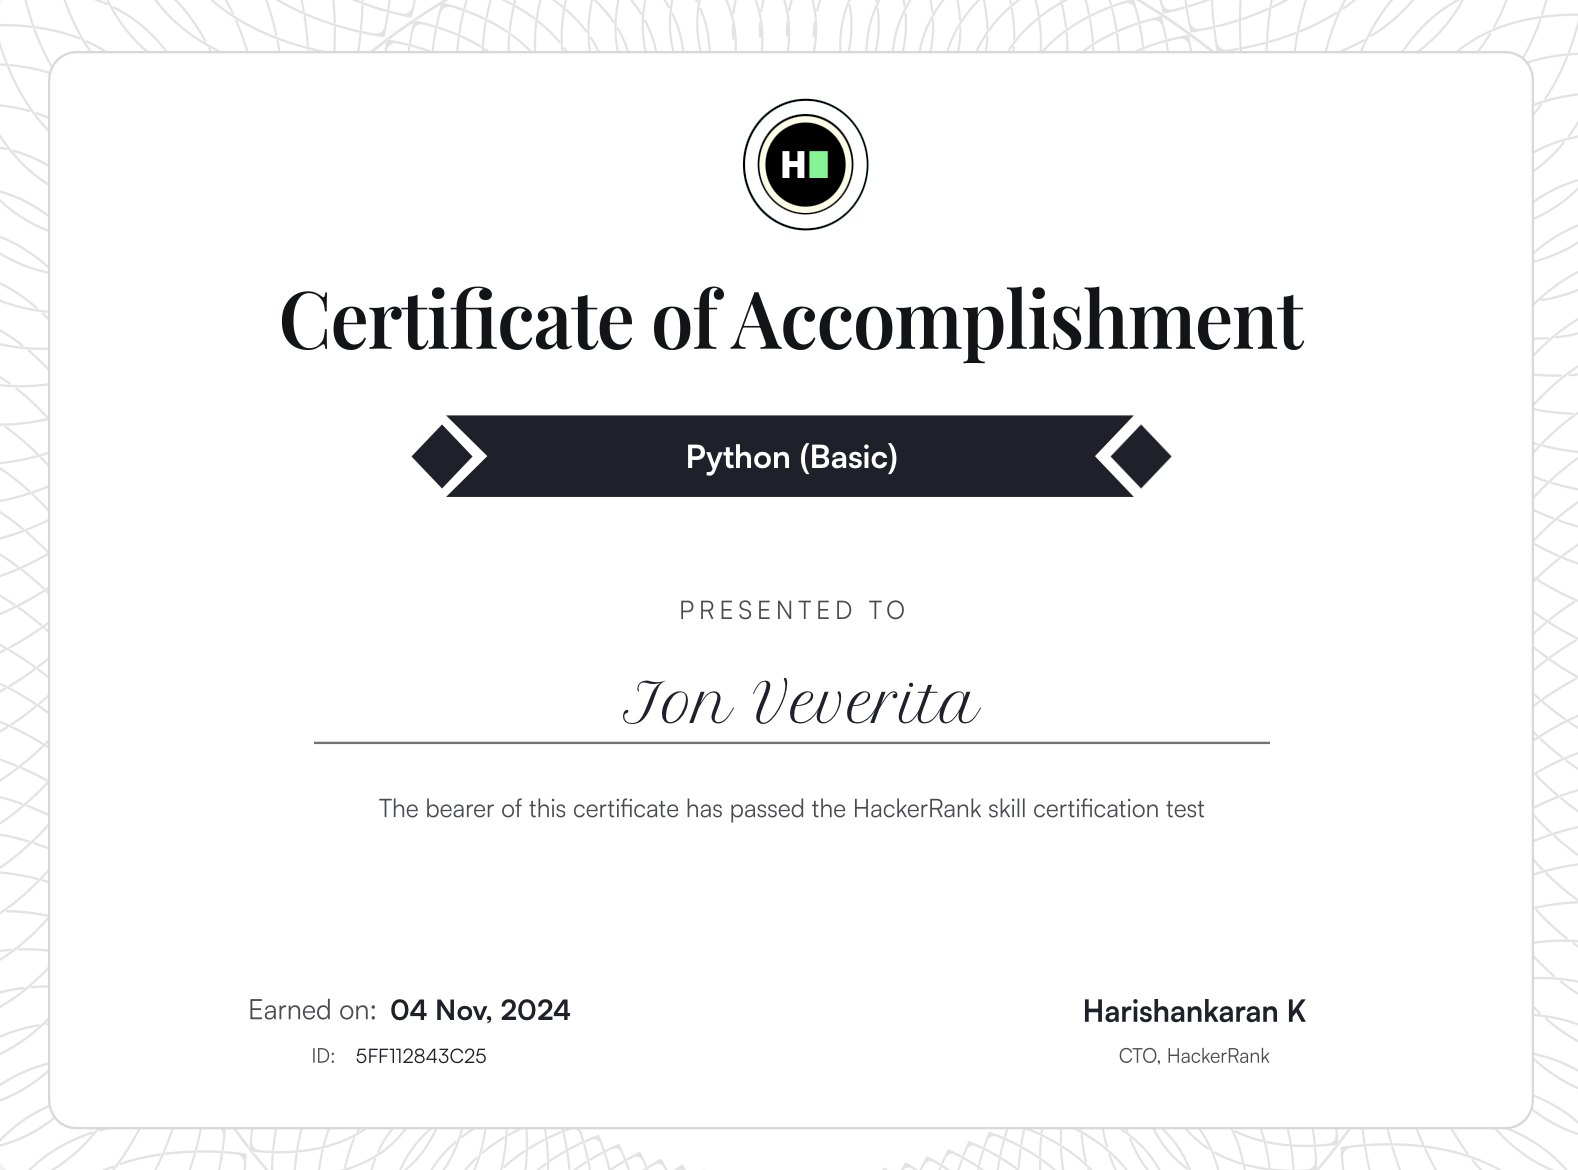 H
Certificate of Accomplishment
Python (Basic)
PRESENTED TO
Ion Veverita
The bearer of this certificate has passed the HackerRank skill certification test
Earned on: 04 Nov, 2024
ID: 5FF112843C25
Harishankaran K
CTO, HackerRank